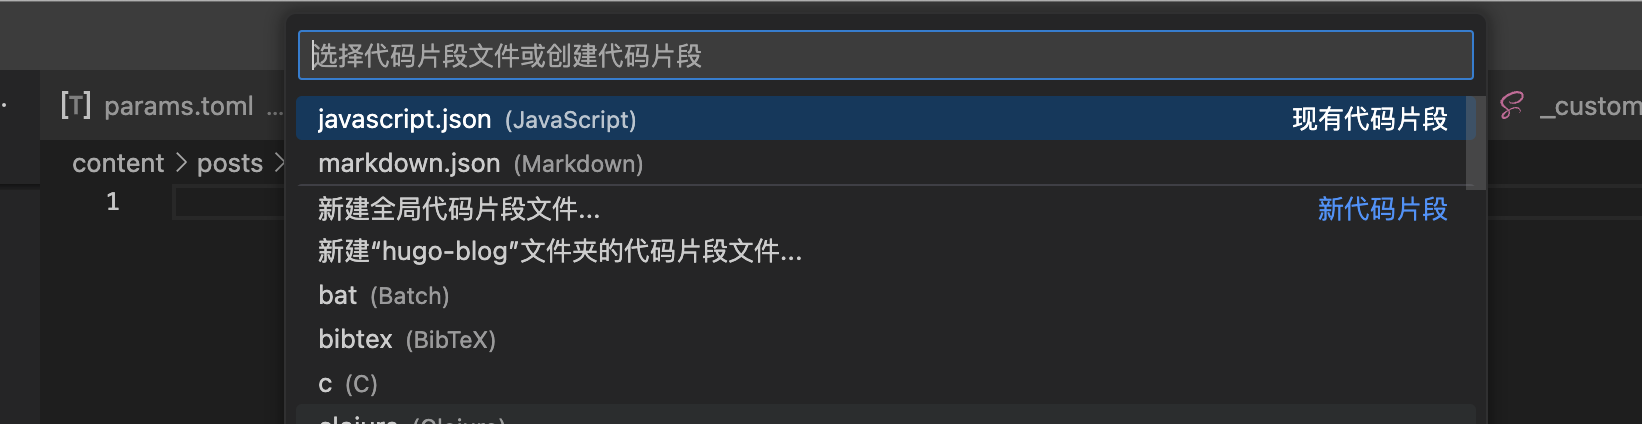 选择代码片段文件或创建代码片段
[T] params.toml ...
_custom
javascript.json (JavaScript) 现有代码片段
content > posts >
markdown.json (Markdown)
1
新建全局代码片段文件... 新代码片段
新建“hugo-blog”文件夹的代码片段文件...
bat (Batch)
bibtex (BibTeX)
c (C)
clojure (Clojure)